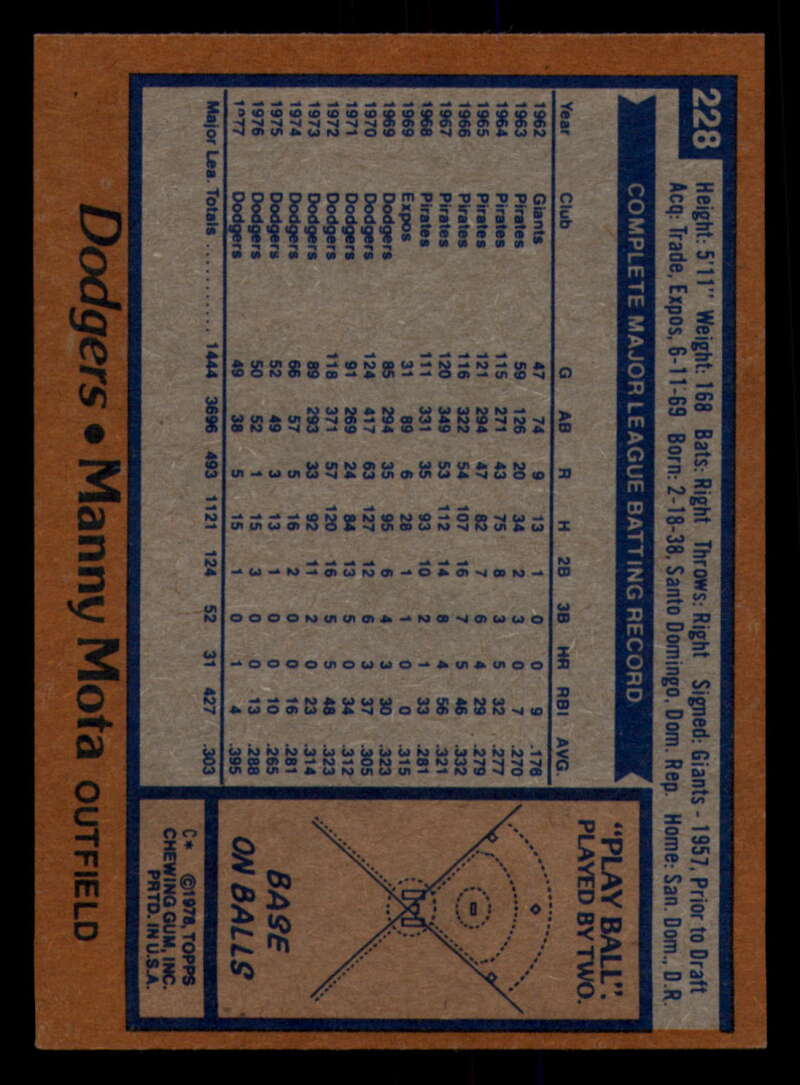 228
Height: 5'11" Weight: 168 Bats: Right Throws: Right Signed: Giants - 1957, Prior to Draft
Acq: Trade, Expos, 6-11-69 Born: 2-18-38, Santo Domingo, Dom. Rep. Home: San. Dom., D.R.
COMPLETE MAJOR LEAGUE BATTING RECORD
Year Club G AB R H 2B 3B HR RBI AVG.
1962 Giants 47 74 9 13 1 0 0 9 .176
1963 Pirates 59 126 20 34 2 3 0 7 .270
1964 Pirates 115 271 43 75 8 3 5 32 .277
1965 Pirates 121 294 47 82 7 6 4 29 .279
1966 Pirates 116 322 54 107 16 7 5 46 .332
1967 Pirates 120 349 53 112 14 8 4 56 .321
1968 Pirates 111 331 35 93 10 2 1 33 .281
1969 Expos 31 89 6 28 1 1 0 0 .315
1969 Dodgers 85 294 35 95 6 4 3 30 .323
1970 Dodgers 124 417 63 127 12 6 3 37 .305
1971 Dodgers 91 269 24 84 13 5 0 34 .312
1972 Dodgers 118 371 57 120 16 5 5 48 .323
1973 Dodgers 89 293 33 92 11 2 0 23 .314
1974 Dodgers 66 57 5 16 2 0 0 16 .281
1975 Dodgers 52 49 3 13 1 0 0 10 .265
1976 Dodgers 50 52 1 15 3 0 0 13 .288
1977 Dodgers 49 38 5 15 1 0 1 4 .395
Major Lea. Totals ........... 1444 3696 493 1121 124 52 31 427 .303
"PLAY BALL".
PLAYED BY TWO.
BASE
ON BALLS
C* ©1978, TOPPS
CHEWING GUM, INC.
PRTD. IN U.S.A.
Dodgers • Manny Mota OUTFIELD